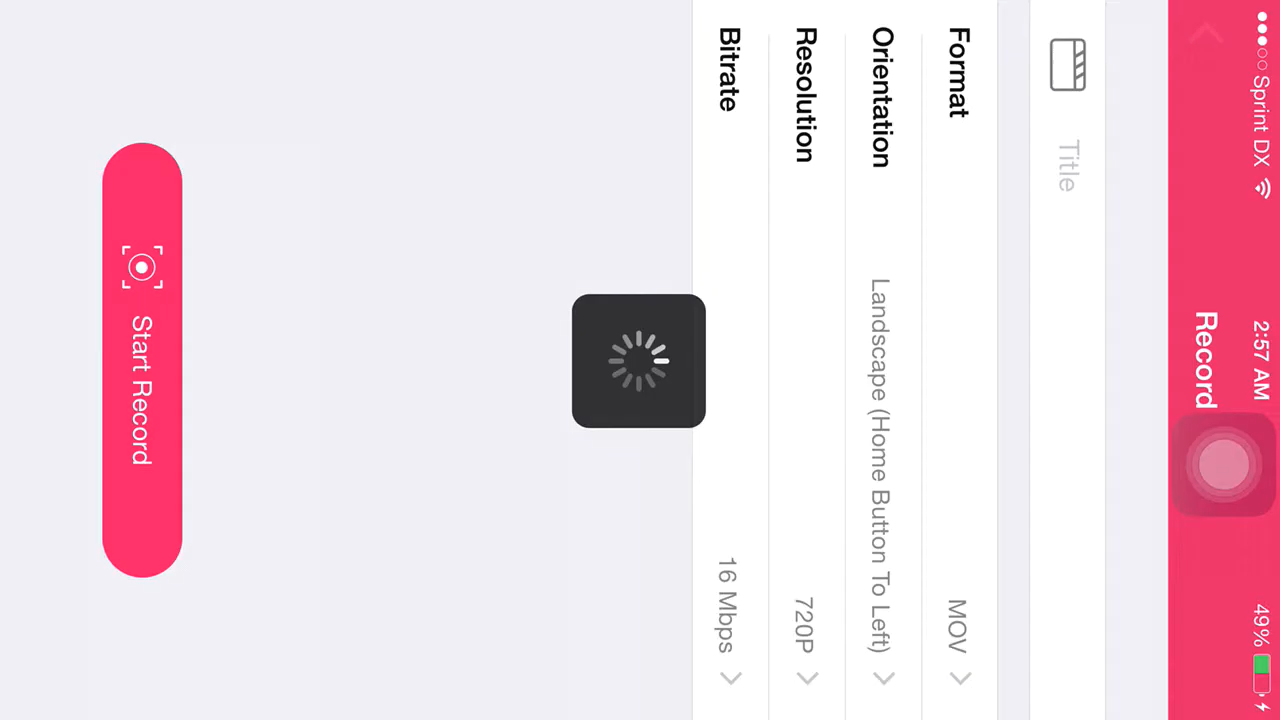 Sprint DX 2:57 AM 49%
Record
Title
Format MOV
Orientation Landscape (Home Button To Left)
Resolution 720P
Bitrate 16 Mbps
Start Record